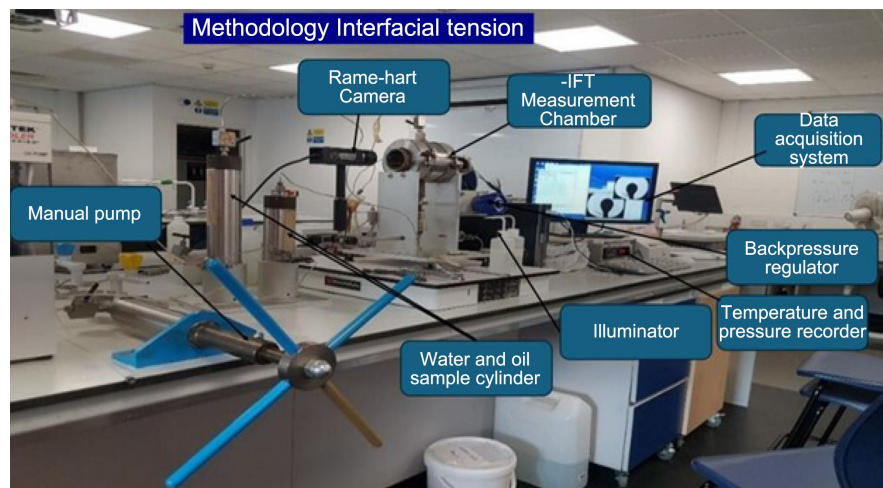 Methodology Interfacial tension
Rame-hart
Camera
-IFT
Measurement
Chamber
Data
acquisition
system
Manual pump
Backpressure
regulator
Temperature and
pressure recorder
Illuminator
Water and oil
sample cylinder